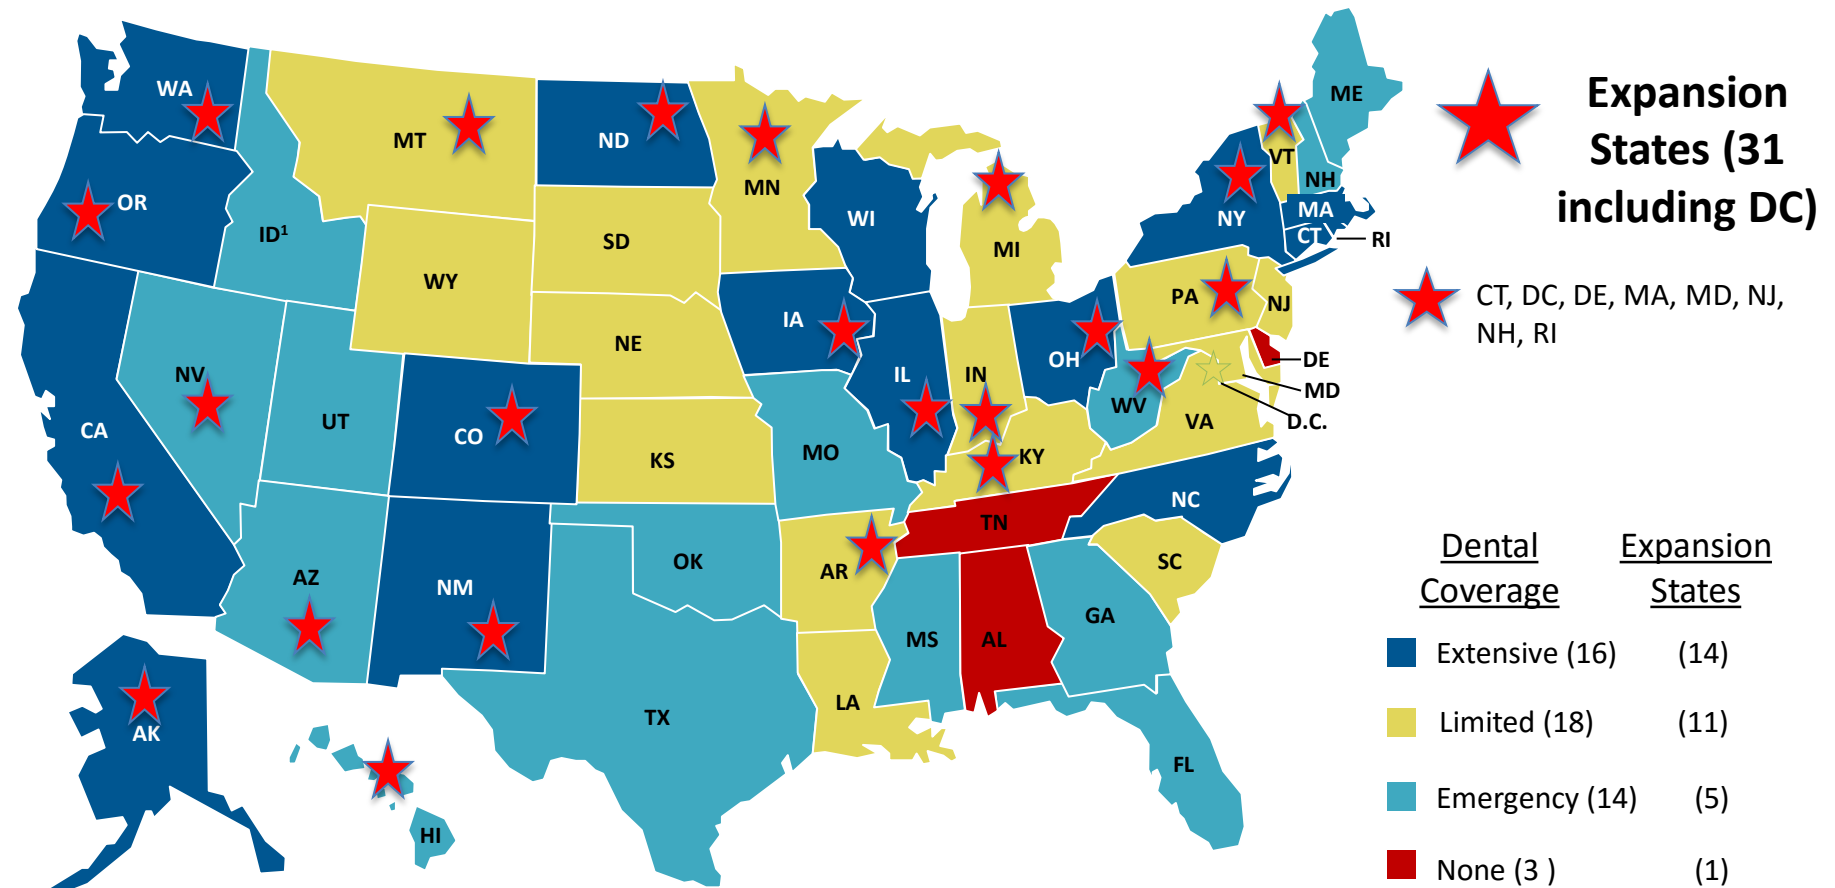 WA
MT
ND
MN
OR
ID¹
WY
SD
WI
MI
NY
VT
NH
ME
MA
CT
RI
PA
NJ
IA
NE
NV
UT
CO
CA
KS
MO
IL
IN
OH
WV
VA
KY
DE
MD
D.C.
NC
TN
SC
AZ
NM
OK
AR
MS
AL
GA
LA
TX
FL
AK
HI
Expansion
States (31
including DC)
CT, DC, DE, MA, MD, NJ,
NH, RI
Dental Expansion
Coverage States
Extensive (16) (14)
Limited (18) (11)
Emergency (14) (5)
None (3 ) (1)